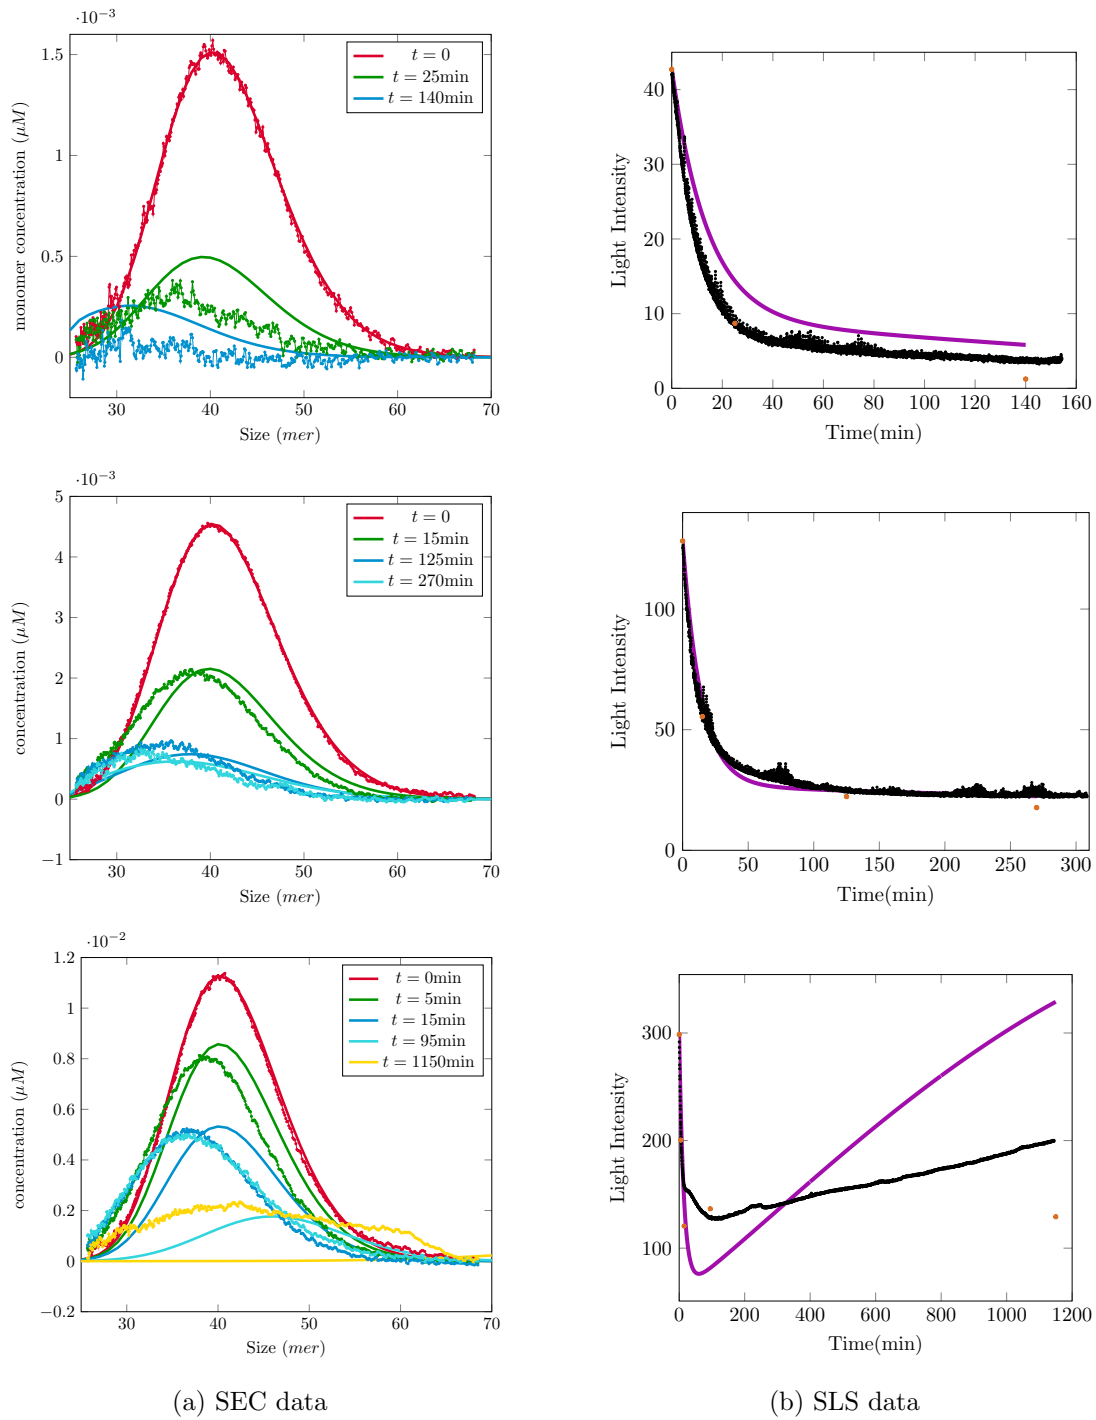 ·10−3
1.5
1
0.5
0
monomer concentration (μM)
30 40 50 60 70
Size (mer)
t = 0
t = 25min
t = 140min
40
30
20
10
0
Light Intensity
0 20 40 60 80 100 120 140 160
Time(min)
·10−3
5
4
3
2
1
0
−1
concentration (μM)
30 40 50 60 70
Size (mer)
t = 0
t = 15min
t = 125min
t = 270min
100
50
0
Light Intensity
0 50 100 150 200 250 300
Time(min)
·10−2
1.2
1
0.8
0.6
0.4
0.2
0
−0.2
concentration (μM)
30 40 50 60 70
Size (mer)
t = 0min
t = 5min
t = 15min
t = 95min
t = 1150min
300
200
100
Light Intensity
0 200 400 600 800 1000 1200
Time(min)
(a) SEC data
(b) SLS data